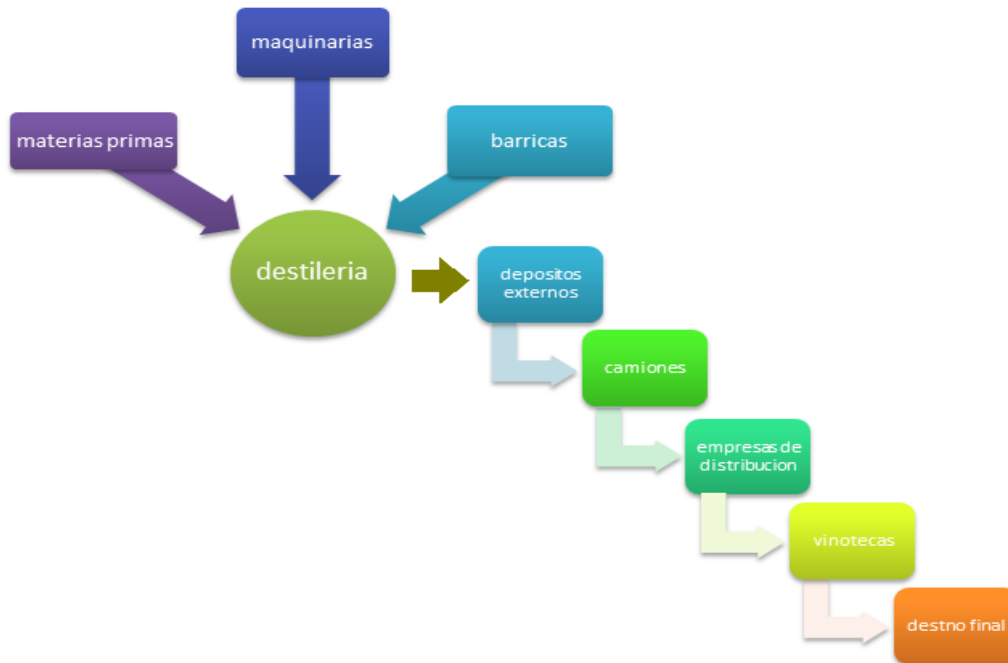 maquinarias
materias primas
barricas
destileria
depositos
externos
camiones
empresas de
distribucion
vinotecas
destno final